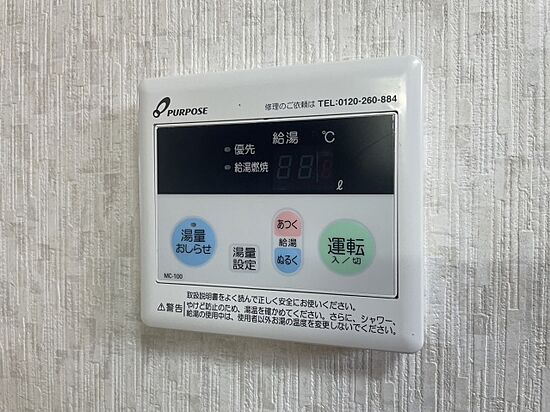 PURPOSE
修理のご依頼は TEL:0120-260-884
給湯 ℃
優先
給湯燃焼
ℓ
湯量
おしらせ
湯量
設定
あつく
給湯
ぬるく
運転
入／切
MC-100
取扱説明書をよく読んで正しく安全にお使いください。
⚠警告 やけど防止のため、湯温を確かめてください。さらに、シャワー、
給湯の使用中は、使用者以外お湯の温度を変更しないでください。